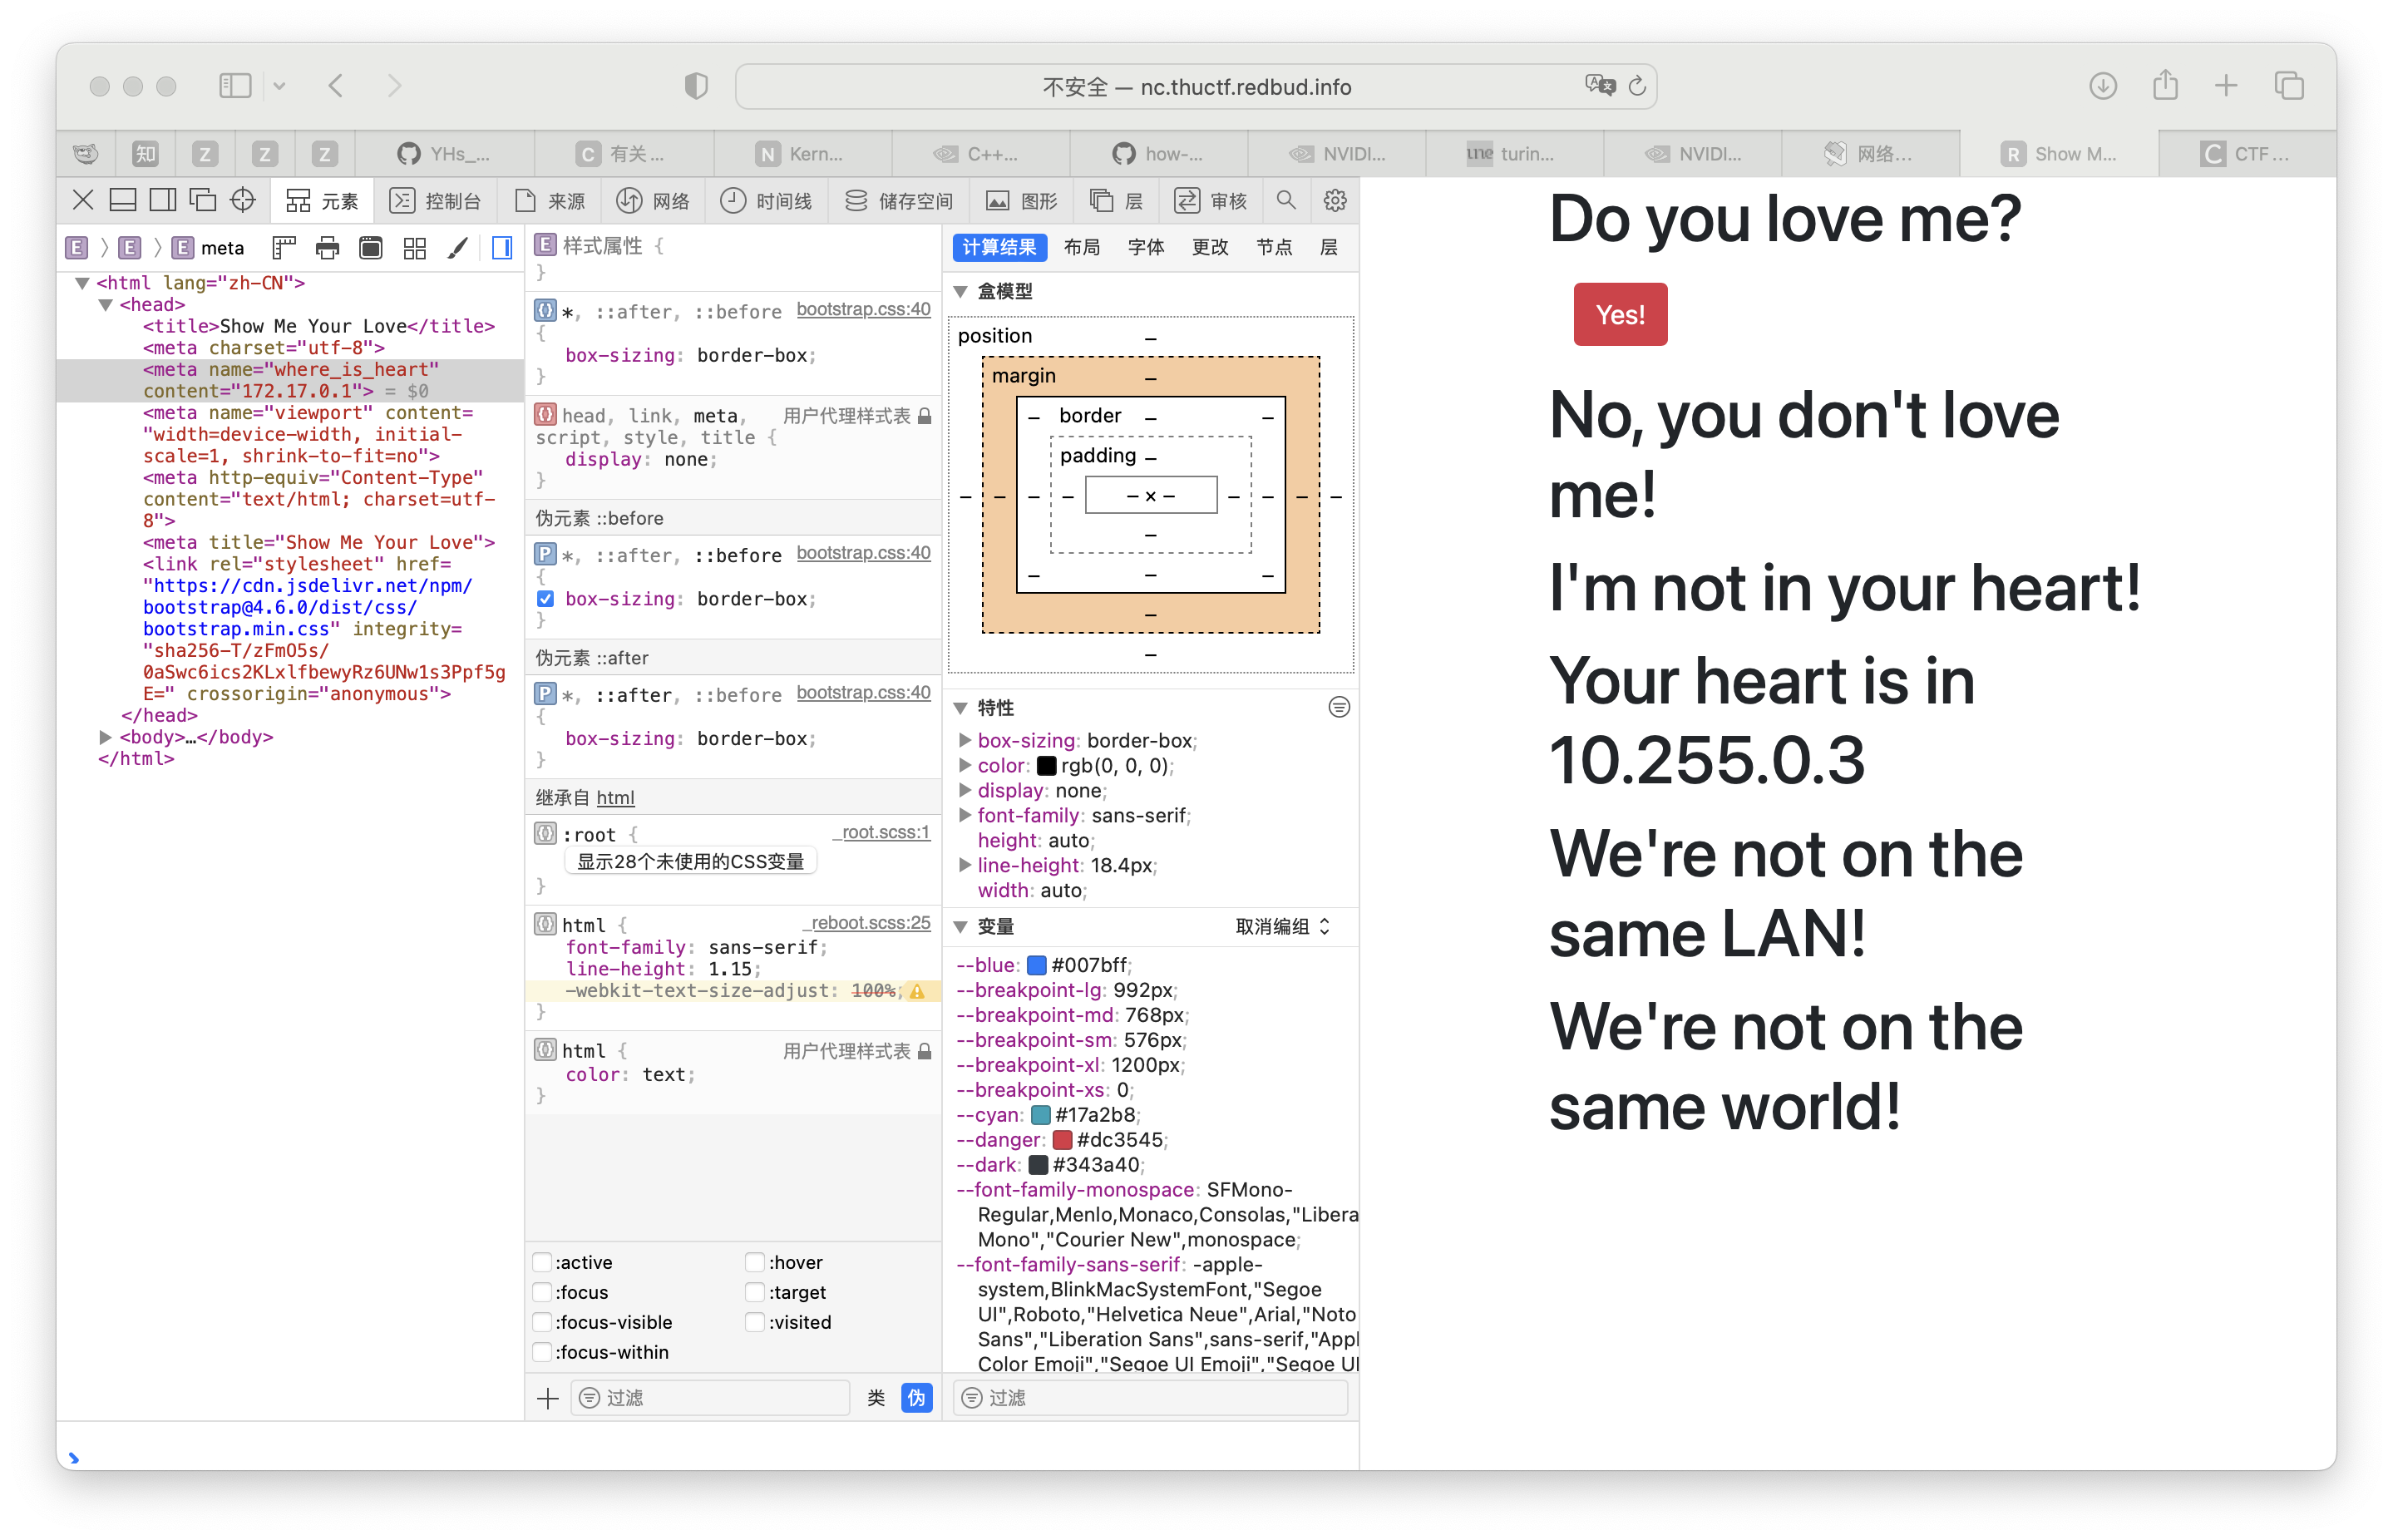 不安全 — nc.thuctf.redbud.info
知 Z Z Z YHs_... C 有关... N Kern... C++... how-... NVIDI... une turin... NVIDI... 网络... R Show M... C CTF...
元素 控制台 来源 网络 时间线 储存空间 图形 层 审核
E 〉 E 〉 E meta
<html lang="zh-CN">
<head>
<title>Show Me Your Love</title>
<meta charset="utf-8">
<meta name="where_is_heart"
content="172.17.0.1"> = $0
<meta name="viewport" content=
"width=device-width, initial-
scale=1, shrink-to-fit=no">
<meta http-equiv="Content-Type"
content="text/html; charset=utf-
8">
<meta title="Show Me Your Love">
<link rel="stylesheet" href=
"https://cdn.jsdelivr.net/npm/
bootstrap@4.6.0/dist/css/
bootstrap.min.css" integrity=
"sha256-T/zFmO5s/
0aSwc6ics2KLxlfbewyRz6UNw1s3Ppf5g
E=" crossorigin="anonymous">
</head>
<body>…</body>
</html>
E 样式属性 {
}
*, ::after, ::before bootstrap.css:40
{
box-sizing: border-box;
}
head, link, meta, 用户代理样式表
script, style, title {
display: none;
}
伪元素 ::before
P *, ::after, ::before bootstrap.css:40
{
box-sizing: border-box;
}
伪元素 ::after
P *, ::after, ::before bootstrap.css:40
{
box-sizing: border-box;
}
继承自 html
:root { _root.scss:1
显示28个未使用的CSS变量
}
html { _reboot.scss:25
font-family: sans-serif;
line-height: 1.15;
-webkit-text-size-adjust: 100%;
}
html { 用户代理样式表
color: text;
}
:active :hover
:focus :target
:focus-visible :visited
:focus-within
过滤 类 伪
计算结果 布局 字体 更改 节点 层
盒模型
position –
margin –
– border – –
padding –
– – – – – × – – – – –
–
– – –
–
–
特性
box-sizing: border-box;
color: rgb(0, 0, 0);
display: none;
font-family: sans-serif;
height: auto;
line-height: 18.4px;
width: auto;
变量 取消编组
--blue: #007bff;
--breakpoint-lg: 992px;
--breakpoint-md: 768px;
--breakpoint-sm: 576px;
--breakpoint-xl: 1200px;
--breakpoint-xs: 0;
--cyan: #17a2b8;
--danger: #dc3545;
--dark: #343a40;
--font-family-monospace: SFMono-
Regular,Menlo,Monaco,Consolas,"Libera
Mono","Courier New",monospace;
--font-family-sans-serif: -apple-
system,BlinkMacSystemFont,"Segoe
UI",Roboto,"Helvetica Neue",Arial,"Noto
Sans","Liberation Sans",sans-serif,"Appl
Color Emoji","Segoe UI Emoji","Segoe UI
过滤
Do you love me?
Yes!
No, you don't love
me!
I'm not in your heart!
Your heart is in
10.255.0.3
We're not on the
same LAN!
We're not on the
same world!